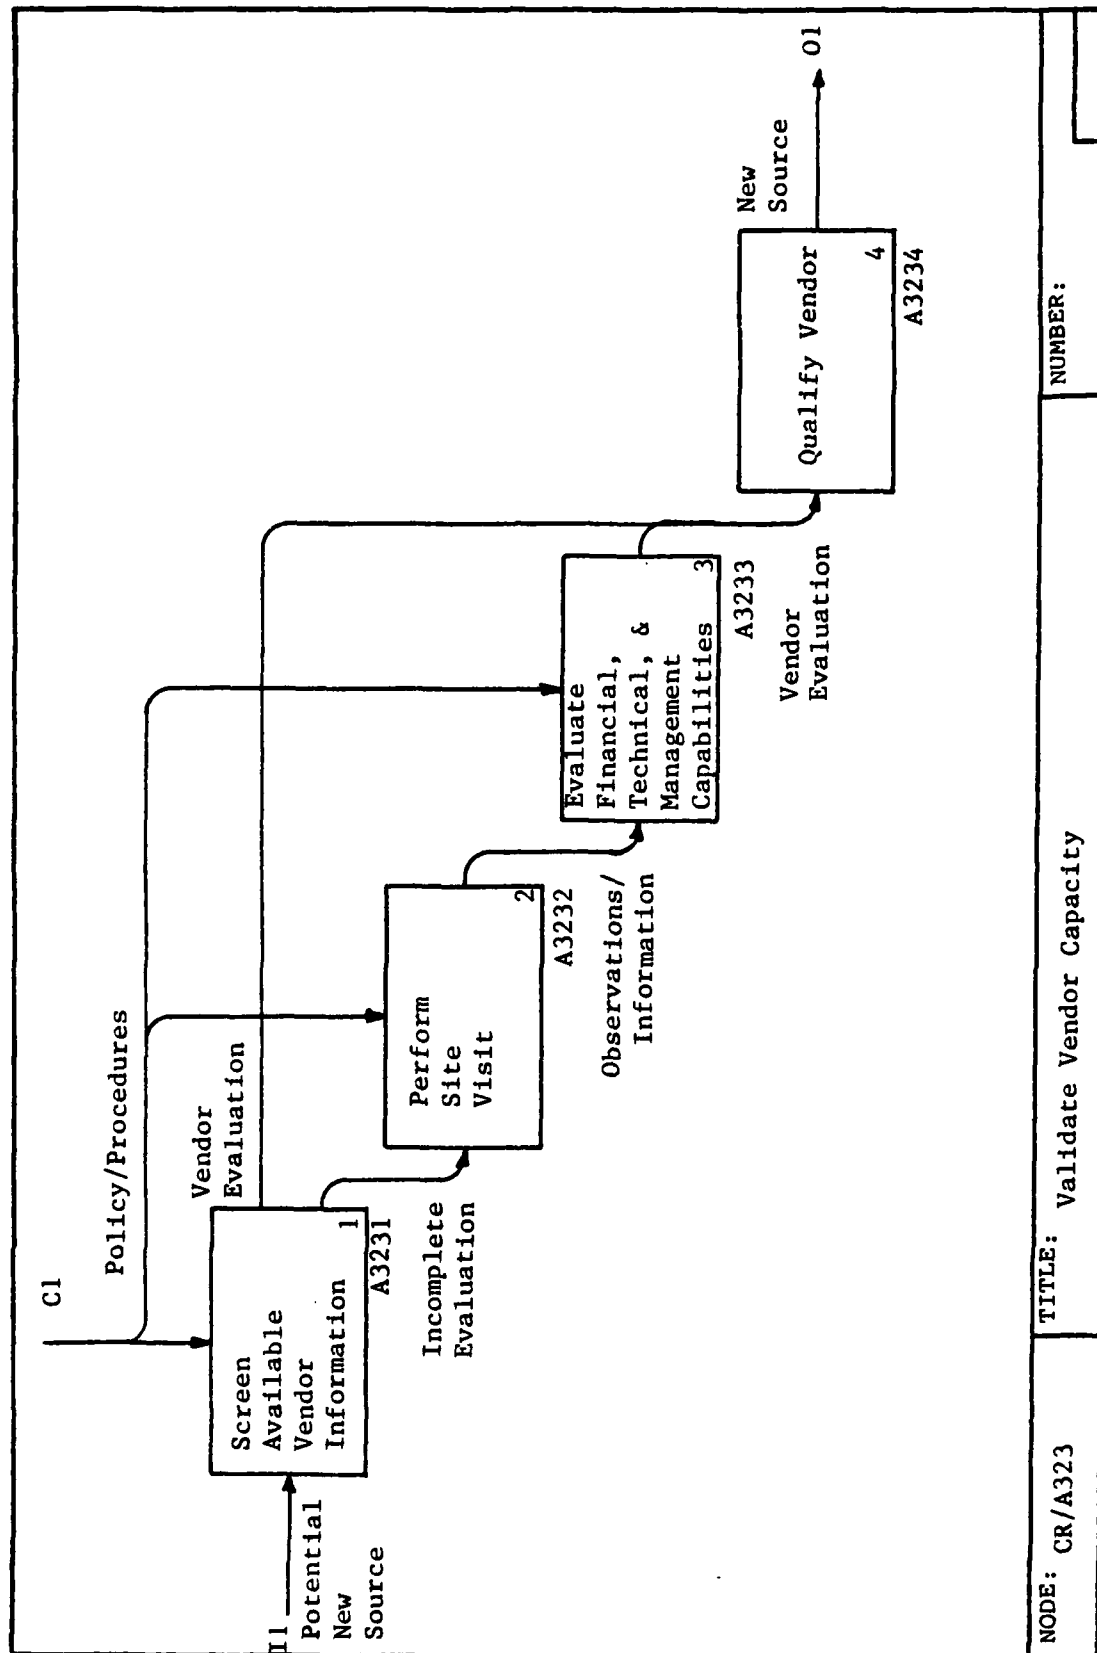 C1
Policy/Procedures
I1
Potential
New
Source
Screen
Available
Vendor
Information
1
A3231
Vendor
Evaluation
Incomplete
Evaluation
Perform
Site
Visit
2
A3232
Observations/
Information
Evaluate
Financial,
Technical, &
Management
Capabilities
3
A3233
Vendor
Evaluation
Qualify Vendor
4
A3234
New
Source
O1
NODE: CR/A323
TITLE: Validate Vendor Capacity
NUMBER: